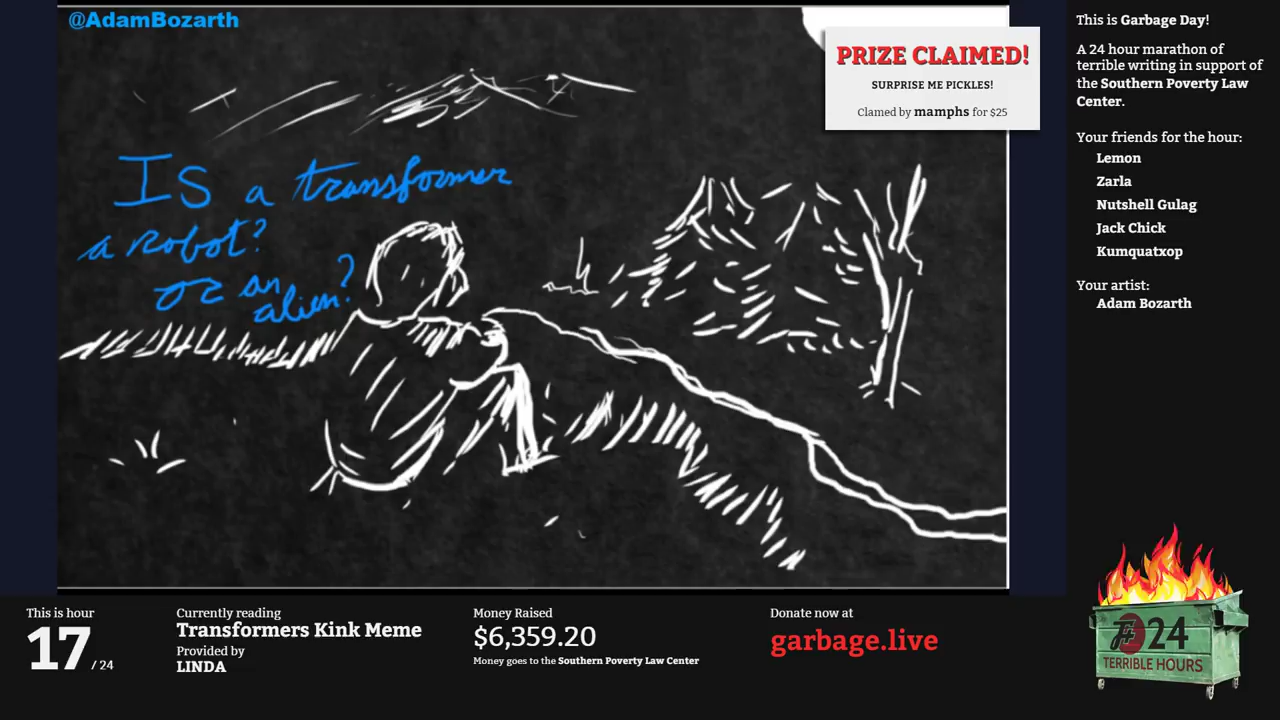 @AdamBozarth
PRIZE CLAIMED!
SURPRISE ME PICKLES!
Clamed by mamphs for $25
Is a transformer
a robot?
or an
alien?
This is Garbage Day!
A 24 hour marathon of
terrible writing in support of
the Southern Poverty Law
Center.
Your friends for the hour:
Lemon
Zarla
Nutshell Gulag
Jack Chick
Kumquatxop
Your artist:
Adam Bozarth
This is hour
17 / 24
Currently reading
Transformers Kink Meme
Provided by
LINDA
Money Raised
$6,359.20
Money goes to the Southern Poverty Law Center
Donate now at
garbage.live
24
TERRIBLE HOURS